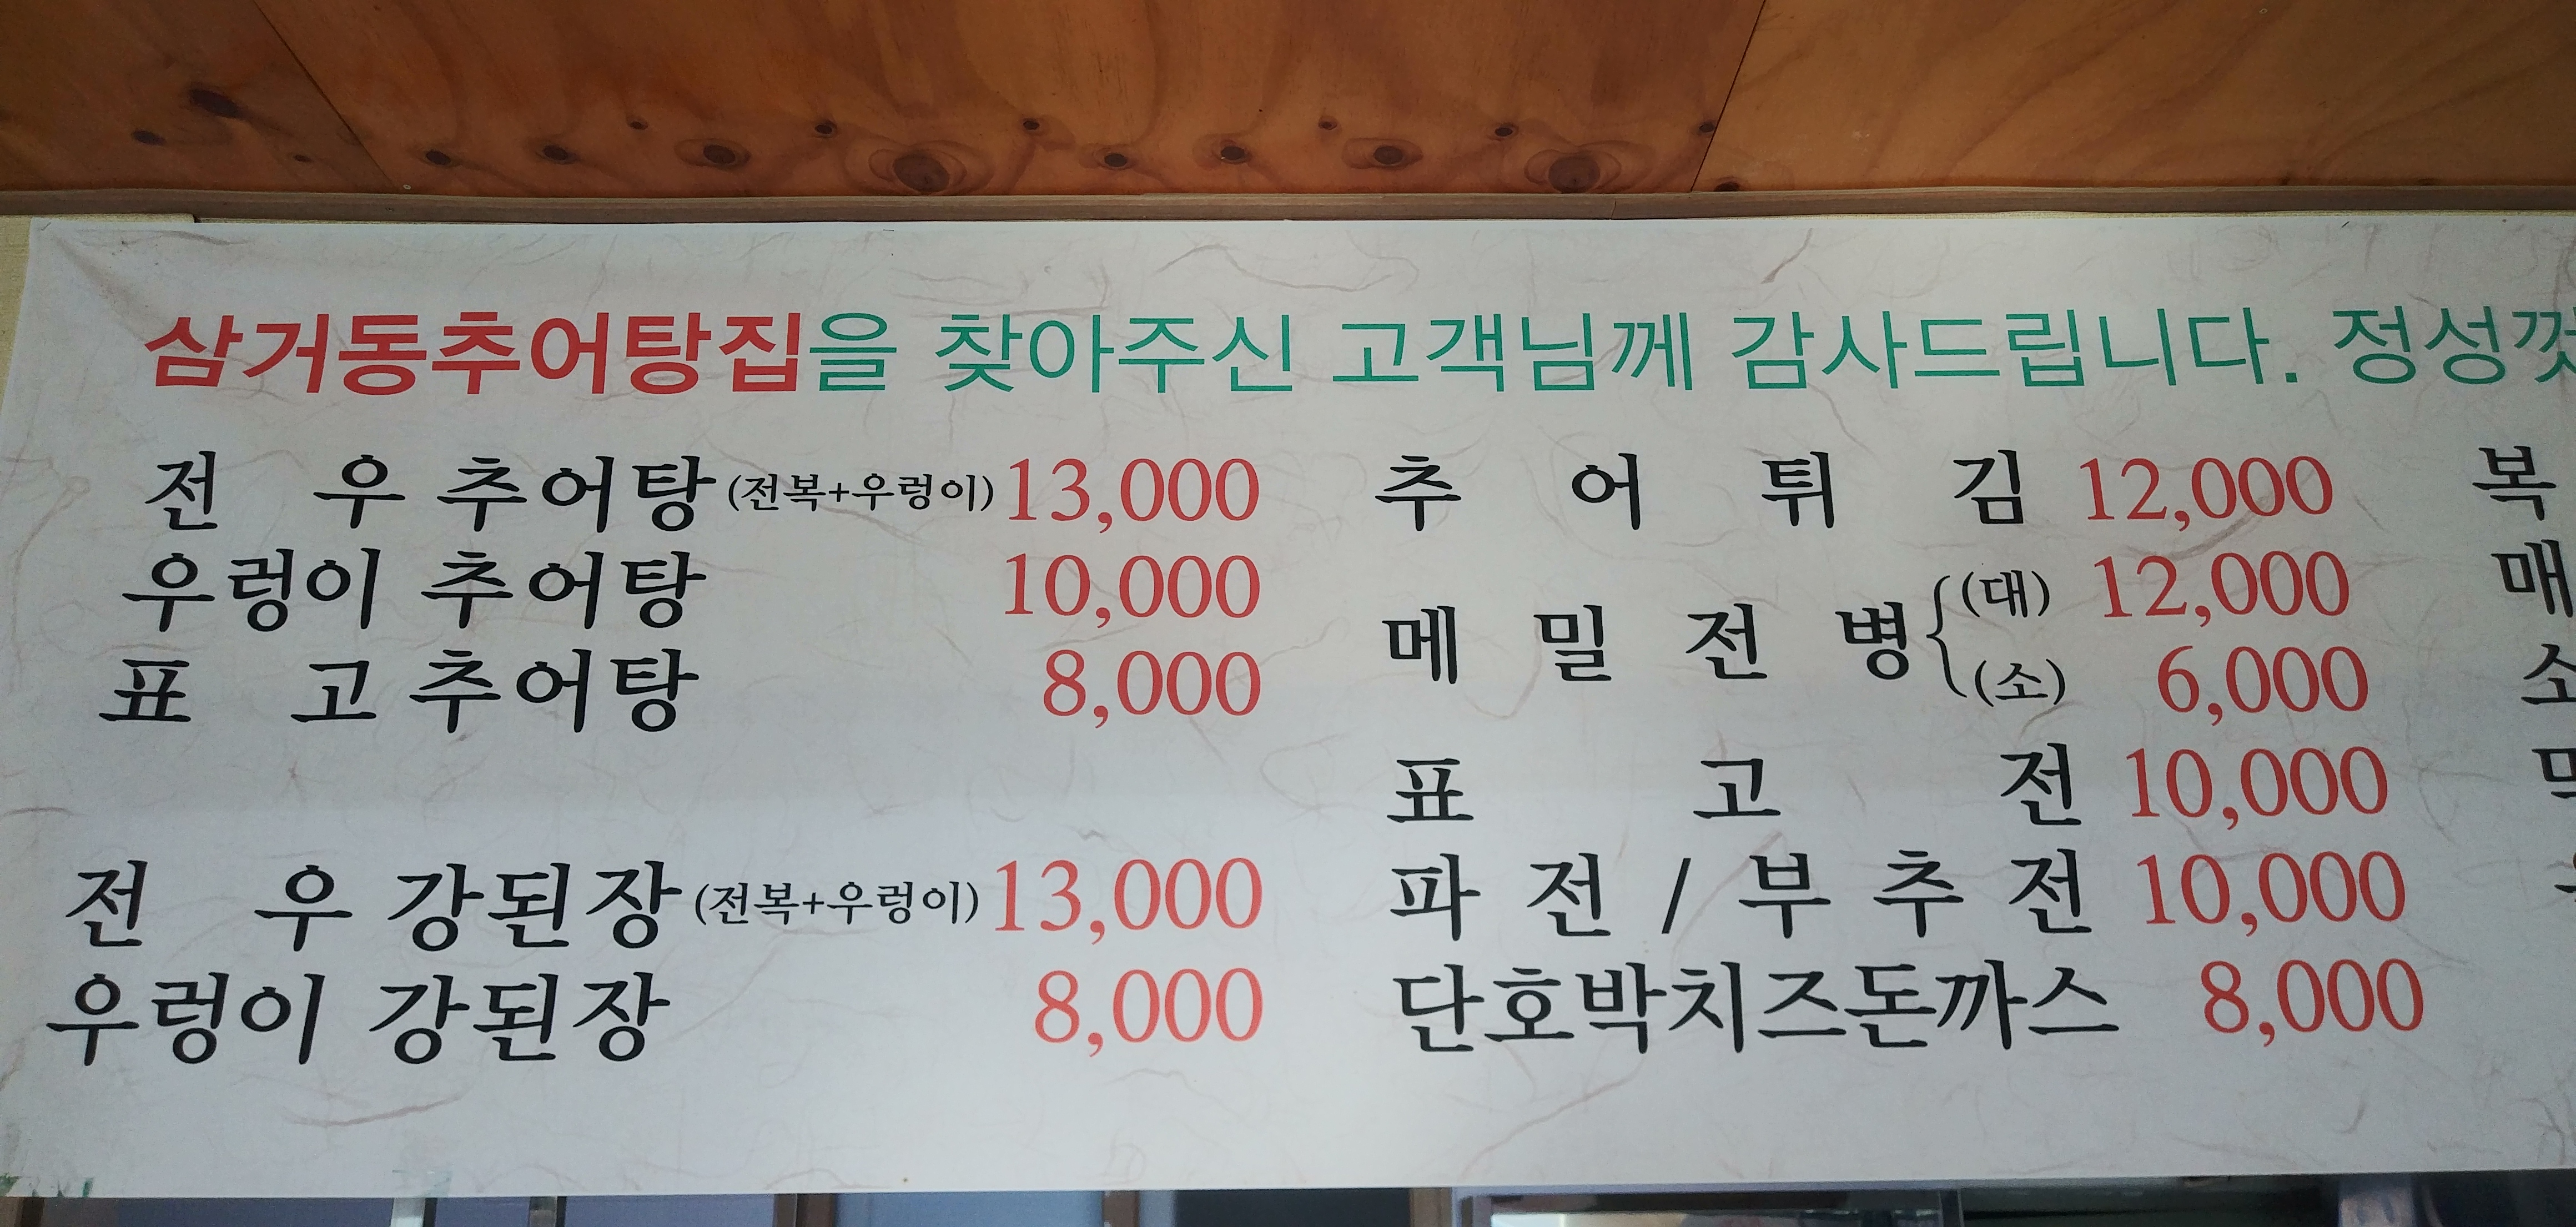 삼거동추어탕집을 찾아주신 고객님께 감사드립니다. 정성껏
전 우 추어탕 (전복+우렁이) 13,000
우렁이 추어탕 10,000
표 고 추어탕 8,000
전 우 강된장 (전복+우렁이) 13,000
우렁이 강된장 8,000
추 어 튀 김 12,000
메 밀 전 병 (대) 12,000
(소) 6,000
표 고 전 10,000
파 전 / 부 추 전 10,000
단호박치즈돈까스 8,000
복
매
소